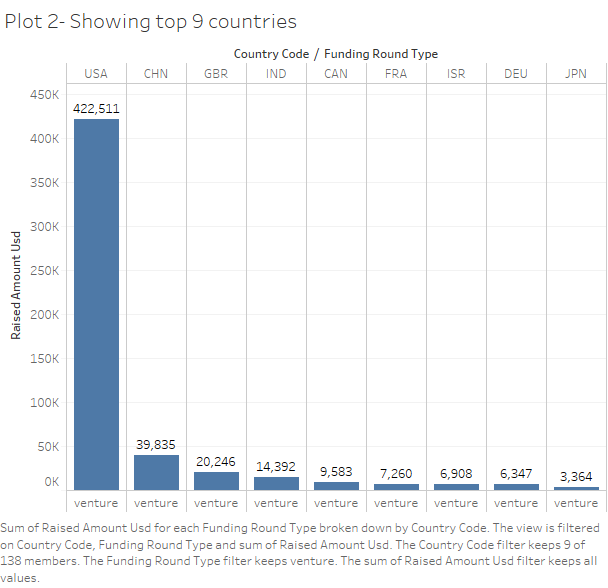 Plot 2- Showing top 9 countries
Country Code / Funding Round Type
USA CHN GBR IND CAN FRA ISR DEU JPN
450K
422,511
400K
350K
300K
250K
Raised Amount Usd
200K
150K
100K
50K
39,835
20,246
14,392
9,583
7,260
6,908
6,347
3,364
0K
venture venture venture venture venture venture venture venture venture
Sum of Raised Amount Usd for each Funding Round Type broken down by Country Code. The view is filtered
on Country Code, Funding Round Type and sum of Raised Amount Usd. The Country Code filter keeps 9 of
138 members. The Funding Round Type filter keeps venture. The sum of Raised Amount Usd filter keeps all
values.